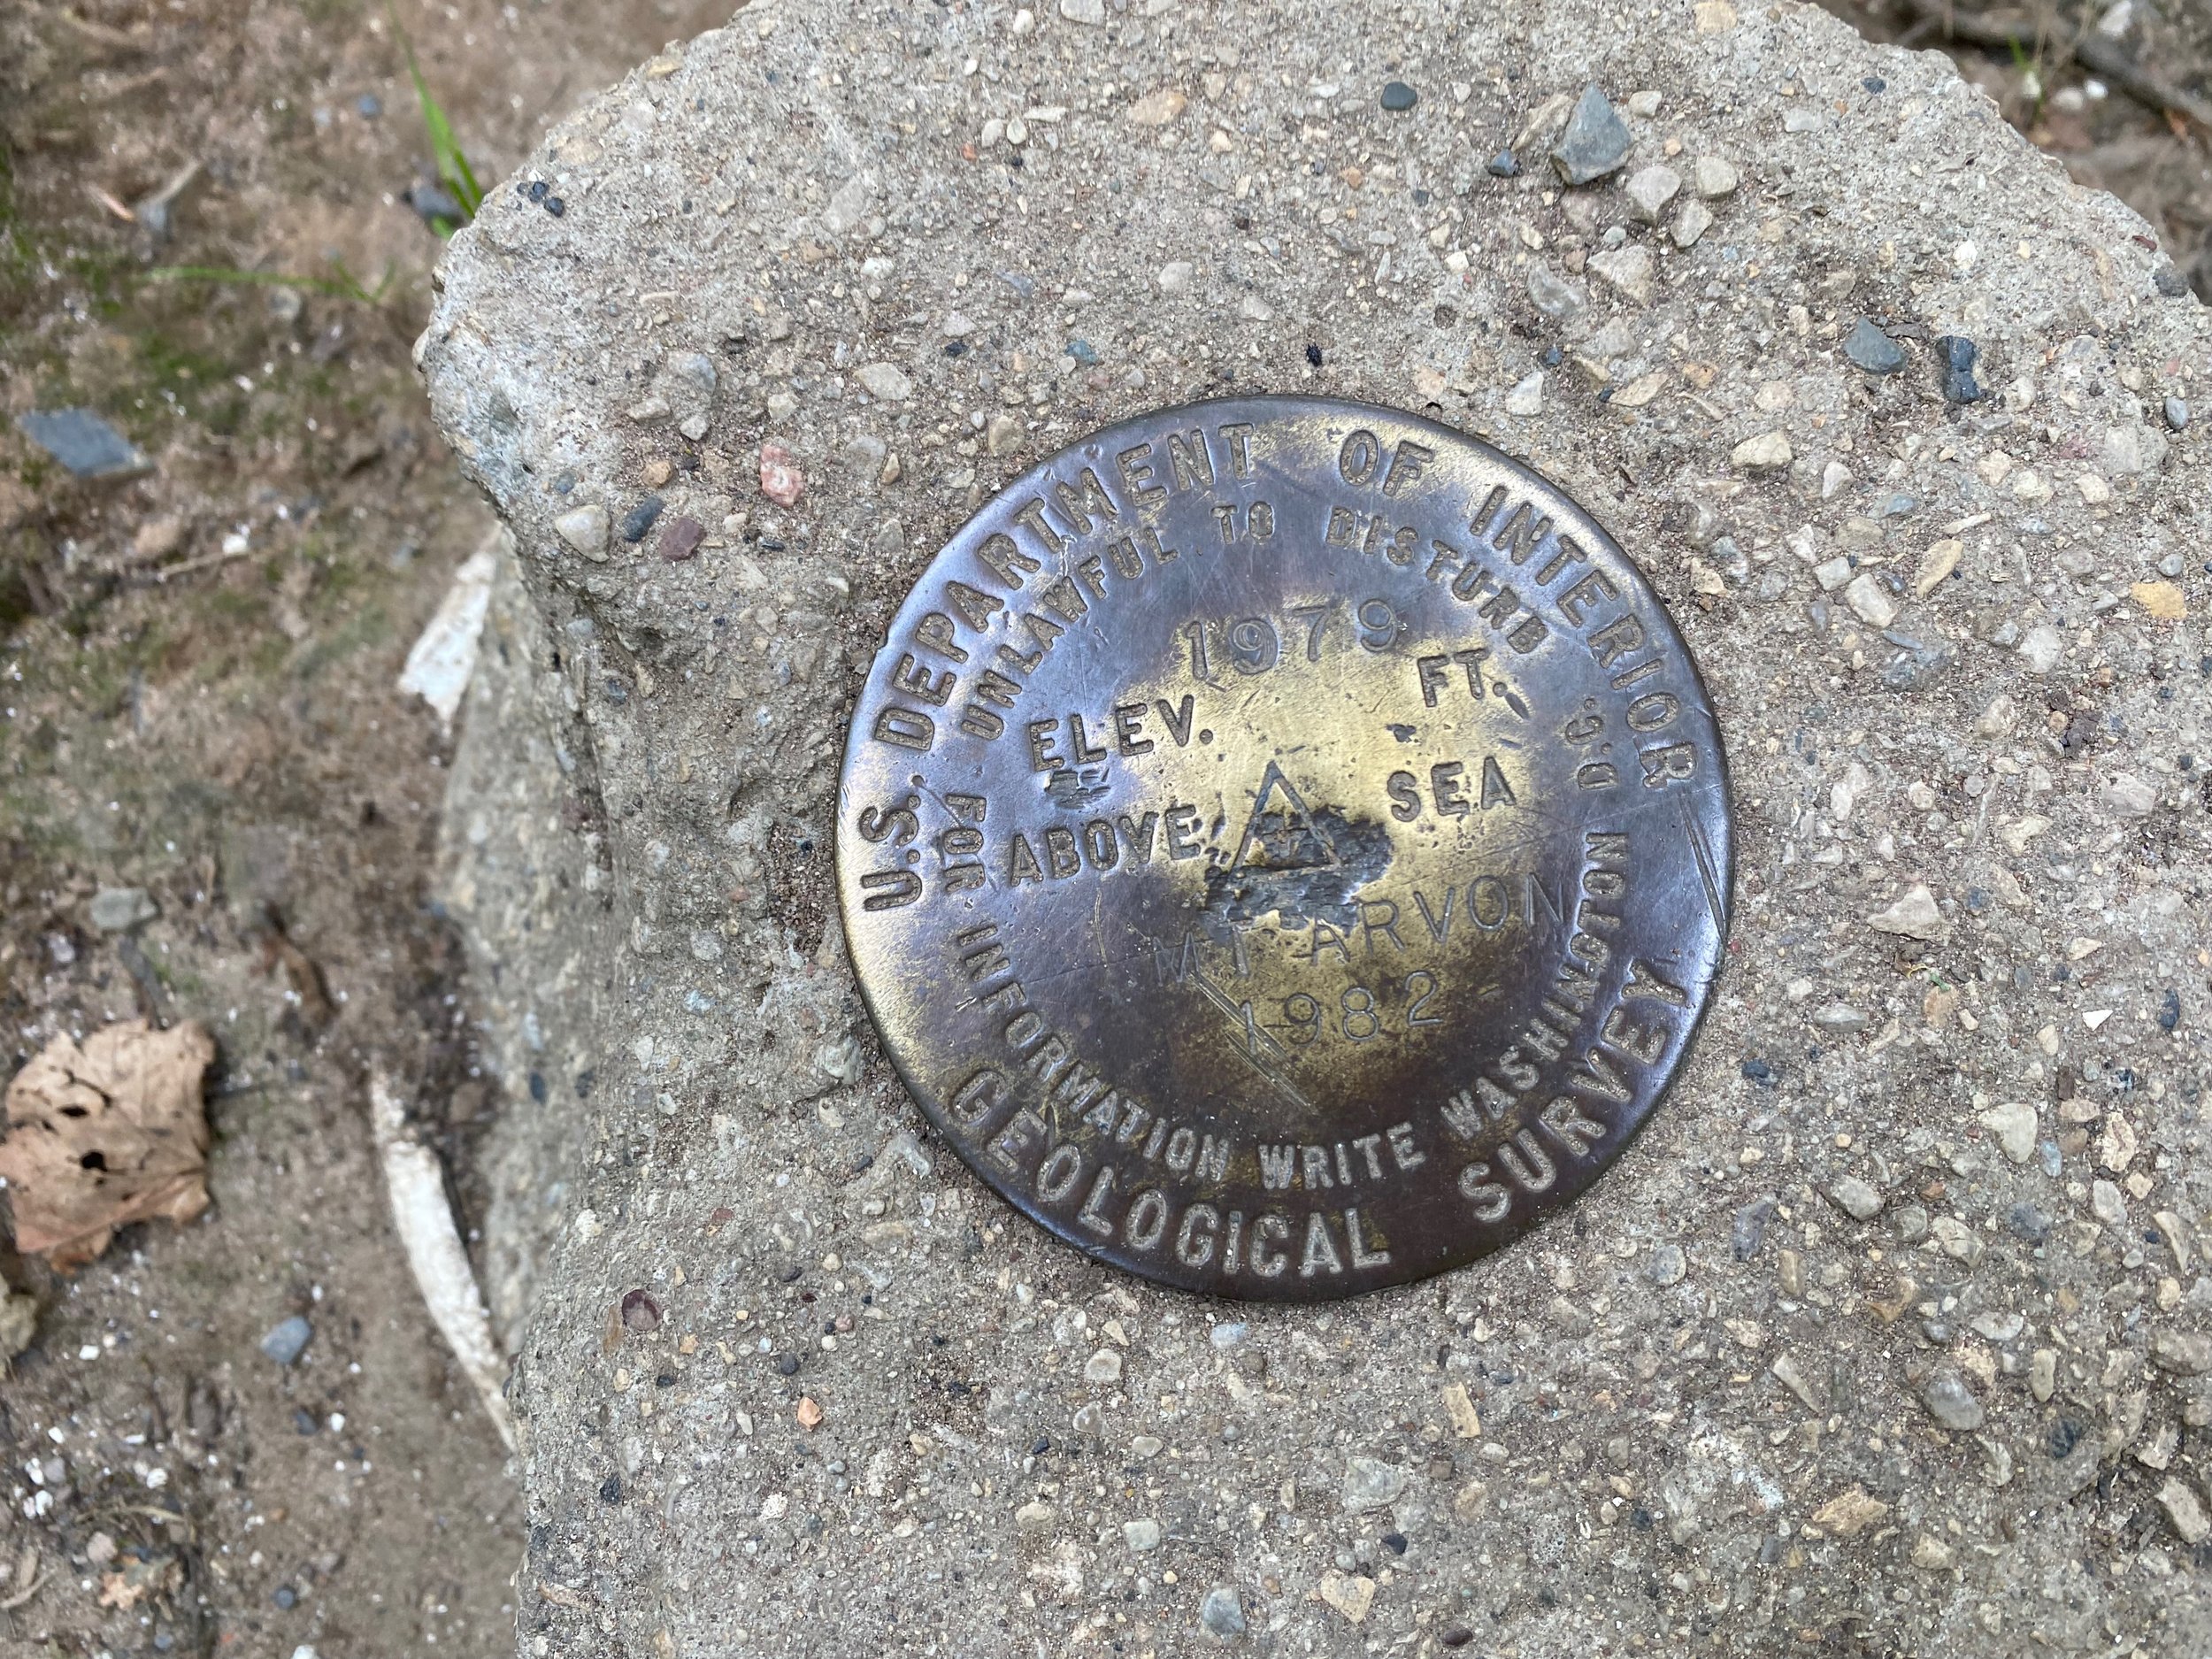 U.S. DEPARTMENT OF INTERIOR
UNLAWFUL TO DISTURB
1979
ELEV. FT.
ABOVE SEA
MT ARVON
1982
FOR INFORMATION WRITE WASHINGTON D.C.
GEOLOGICAL SURVEY